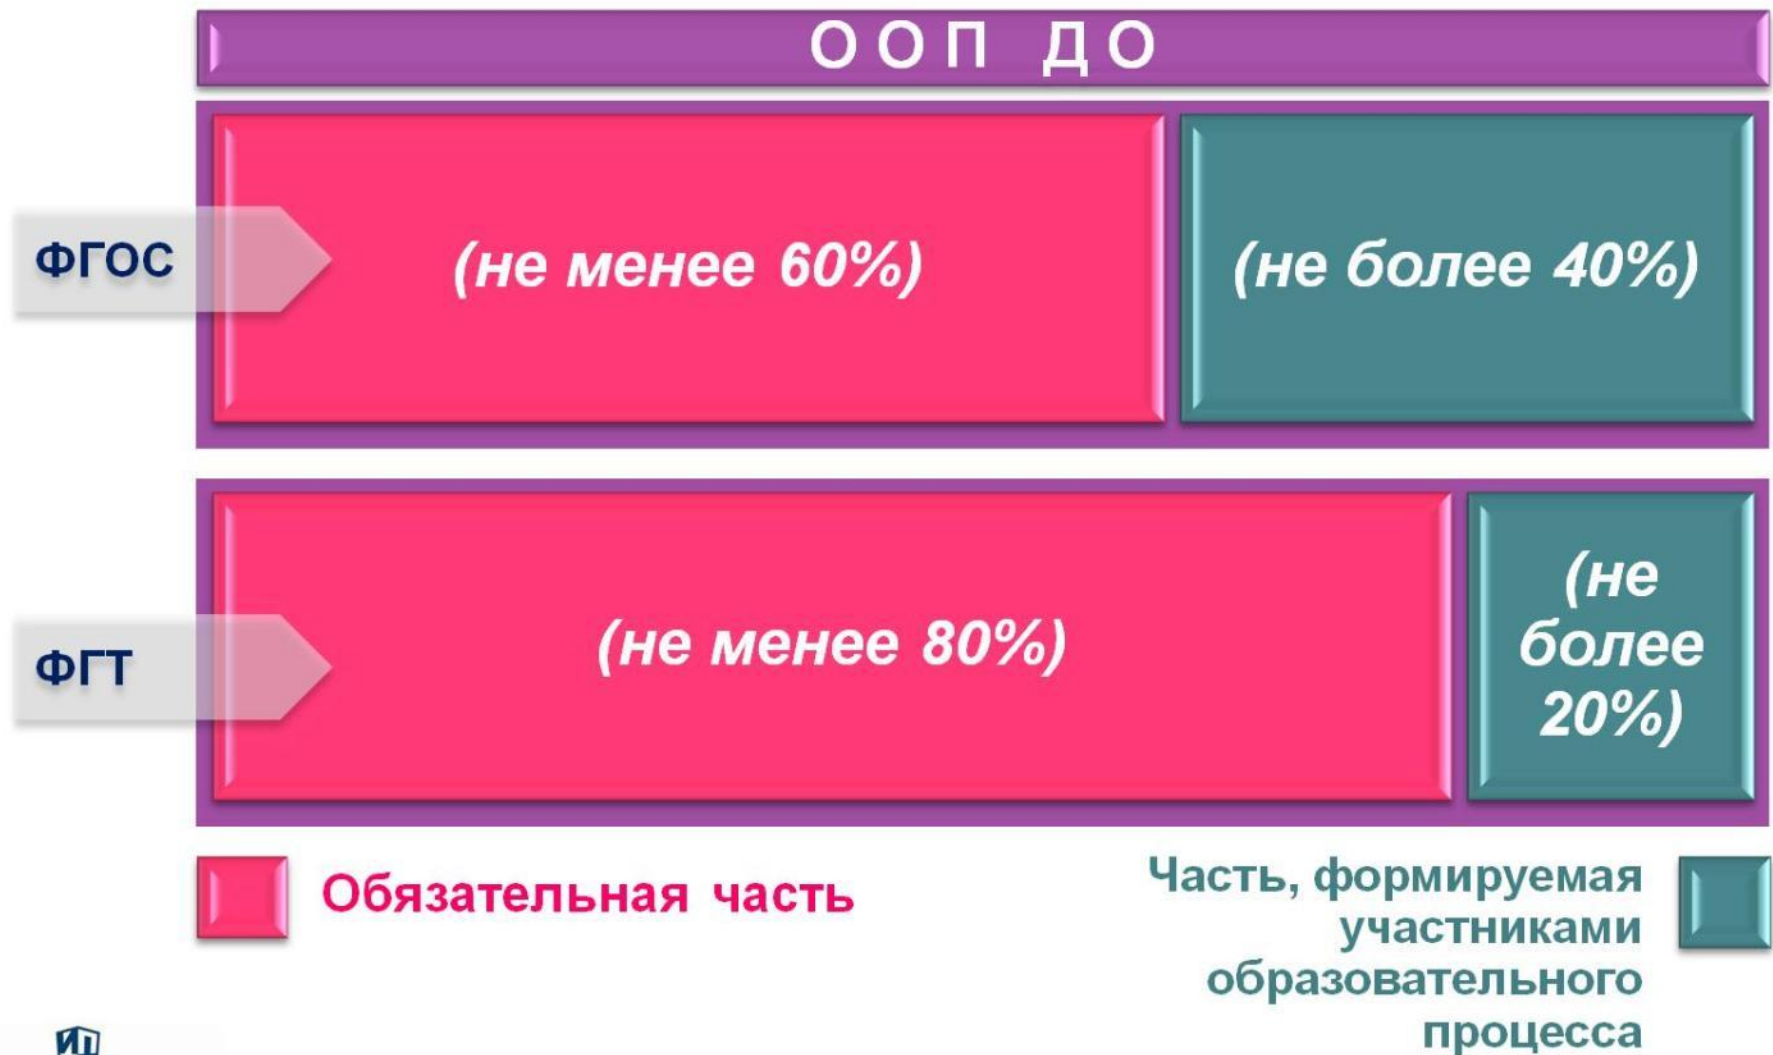 ООП ДО
ФГОС
(не менее 60%)
(не более 40%)
ФГТ
(не менее 80%)
(не
более
20%)
Обязательная часть
Часть, формируемая
участниками
образовательного
процесса
ИП